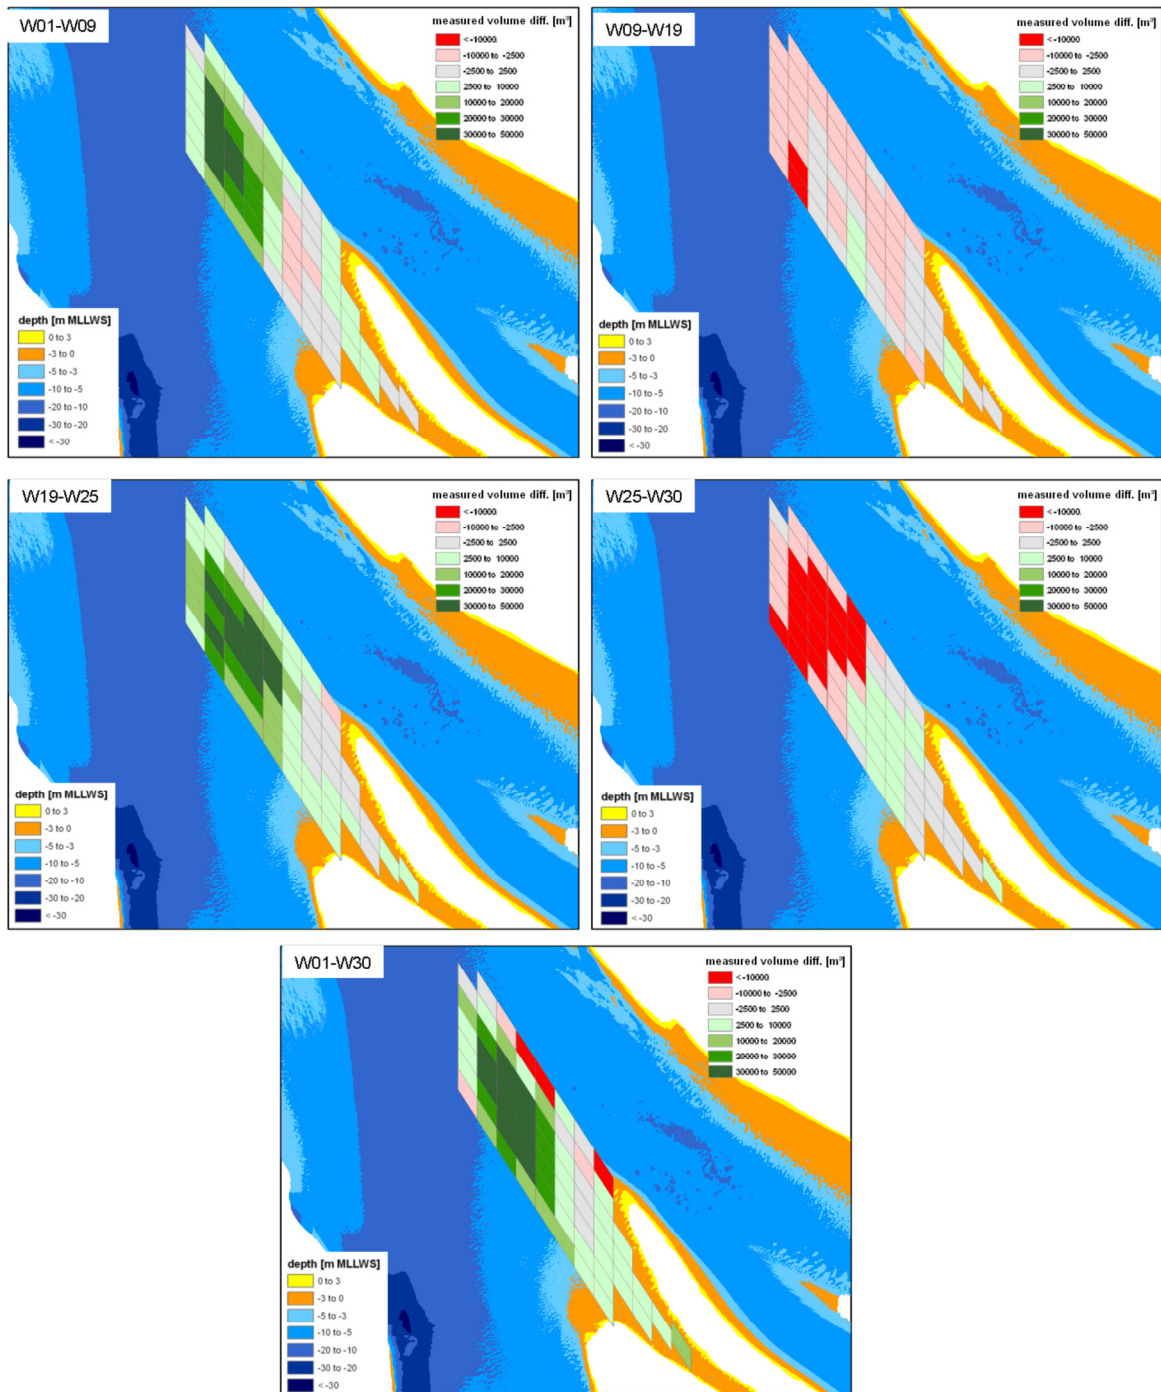 W01-W09
measured volume diff. [m³]
< -10000
-10000 to -2500
-2500 to 2500
2500 to 10000
10000 to 20000
20000 to 30000
30000 to 50000
depth [m MLLWS]
0 to 3
-3 to 0
-5 to -3
-10 to -5
-20 to -10
-30 to -20
< -30
W09-W19
measured volume diff. [m³]
< -10000
-10000 to -2500
-2500 to 2500
2500 to 10000
10000 to 20000
20000 to 30000
30000 to 50000
depth [m MLLWS]
0 to 3
-3 to 0
-5 to -3
-10 to -5
-20 to -10
-30 to -20
< -30
W19-W25
measured volume diff. [m³]
< -10000
-10000 to -2500
-2500 to 2500
2500 to 10000
10000 to 20000
20000 to 30000
30000 to 50000
depth [m MLLWS]
0 to 3
-3 to 0
-5 to -3
-10 to -5
-20 to -10
-30 to -20
< -30
W25-W30
measured volume diff. [m³]
< -10000
-10000 to -2500
-2500 to 2500
2500 to 10000
10000 to 20000
20000 to 30000
30000 to 50000
depth [m MLLWS]
0 to 3
-3 to 0
-5 to -3
-10 to -5
-20 to -10
-30 to -20
< -30
W01-W30
measured volume diff. [m³]
< -10000
-10000 to -2500
-2500 to 2500
2500 to 10000
10000 to 20000
20000 to 30000
30000 to 50000
depth [m MLLWS]
0 to 3
-3 to 0
-5 to -3
-10 to -5
-20 to -10
-30 to -20
< -30